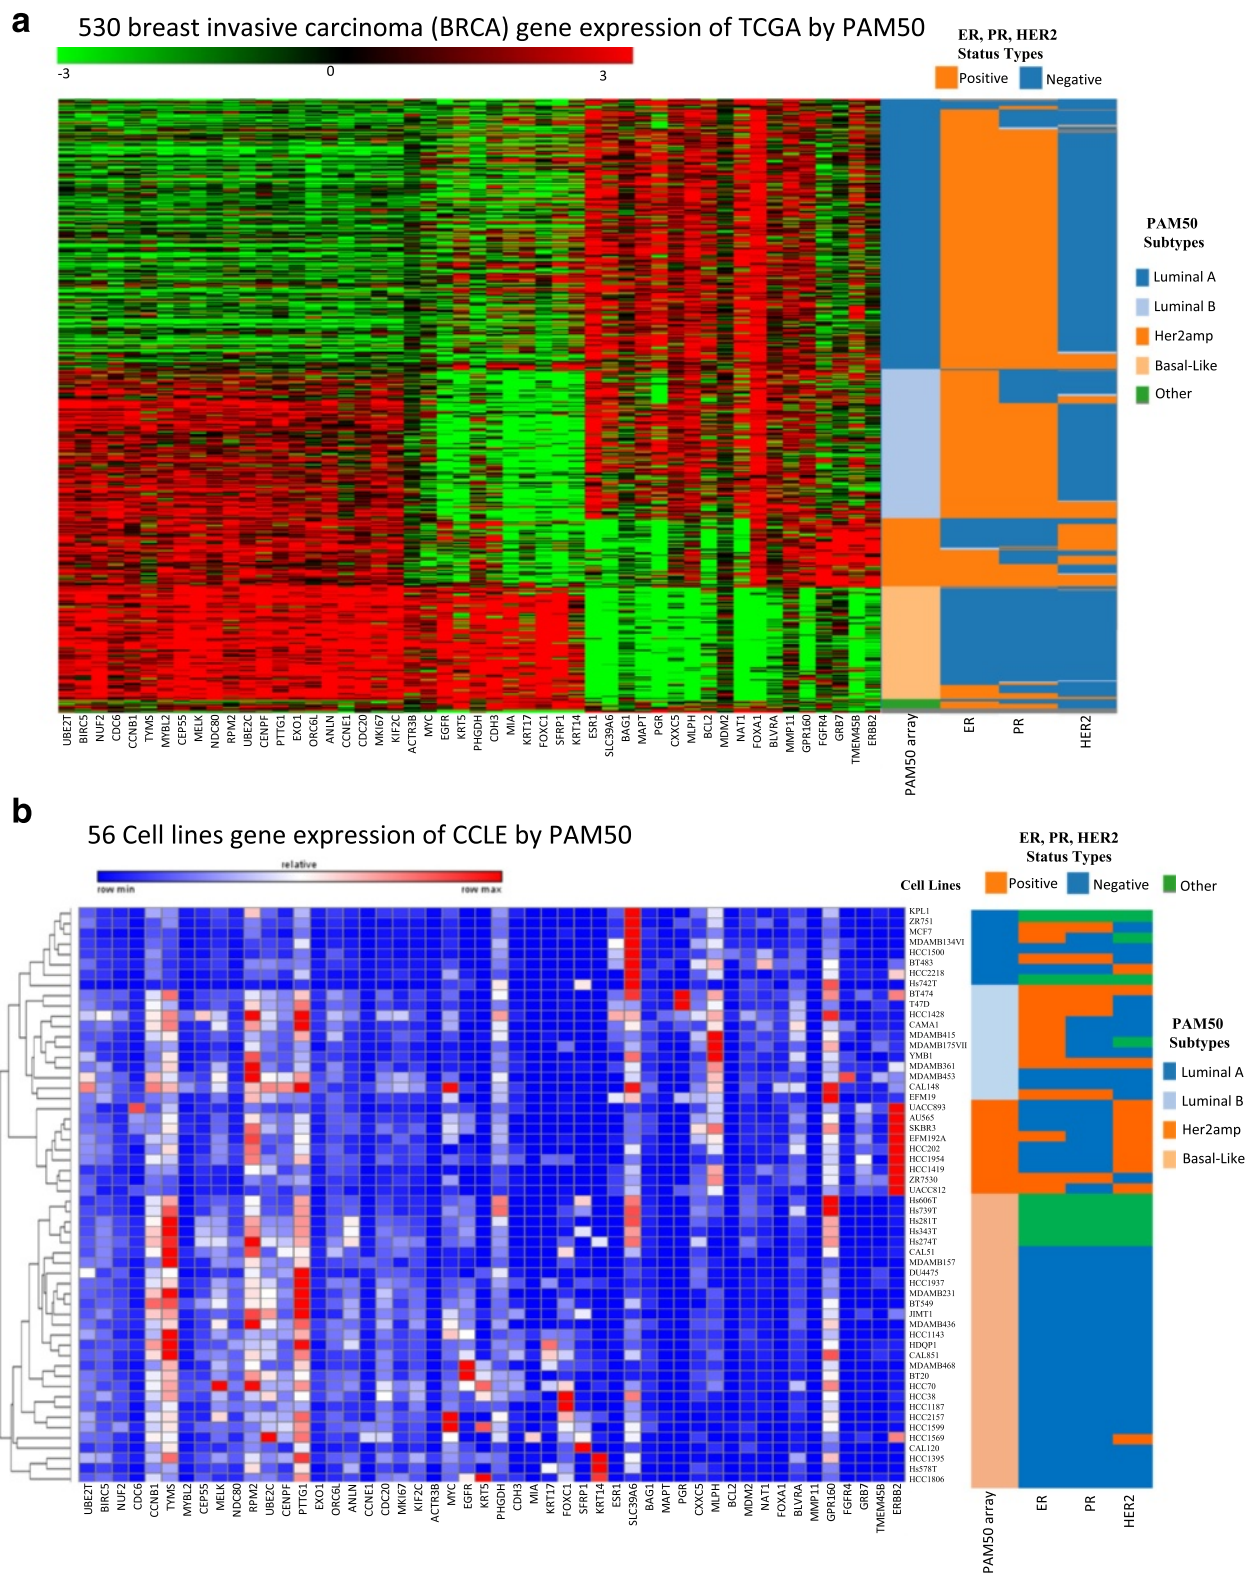 a
530 breast invasive carcinoma (BRCA) gene expression of TCGA by PAM50
-3
0
3
ER, PR, HER2
Status Types
Positive
Negative
PAM50
Subtypes
Luminal A
Luminal B
Her2amp
Basal-Like
Other
UBE2T
BIRC5
NUF2
CDC6
CCNB1
TYMS
MYBL2
CEP55
MELK
NDC80
RPM2
UBE2C
CENPF
PTTG1
EXO1
ORC6L
ANLN
CCNE1
CDC20
MKI67
KIF2C
ACTR3B
MYC
EGFR
KRT5
PHGDH
CDH3
MIA
KRT17
FOXC1
SFRP1
KRT14
ESR1
SLC39A6
BAG1
MAPT
PGR
CXXC5
MLPH
BCL2
MDM2
NAT1
FOXA1
BLVRA
MMP11
GPR160
FGFR4
GRB7
TMEM45B
ERBB2
PAM50 array
ER
PR
HER2
b
56 Cell lines gene expression of CCLE by PAM50
relative
row min
row max
Cell Lines
ER, PR, HER2
Status Types
Positive
Negative
Other
KPL1
ZR751
MCF7
MDAMB134VI
HCC1500
BT483
HCC2218
Hs742T
BT474
T47D
HCC1428
CAMA1
MDAMB415
MDAMB175VII
YMB1
MDAMB361
MDAMB453
CAL148
EFM19
UACC893
AU565
SKBR3
EFM192A
HCC202
HCC1954
HCC1419
ZR7530
UACC812
Hs606T
Hs739T
Hs281T
Hs343T
Hs274T
CAL51
MDAMB157
DU4475
HCC1937
MDAMB231
BT549
JIMT1
MDAMB436
HCC1143
HDQP1
CAL851
MDAMB468
BT20
HCC70
HCC38
HCC1187
HCC2157
HCC1599
HCC1569
CAL120
HCC1395
Hs578T
HCC1806
PAM50
Subtypes
Luminal A
Luminal B
Her2amp
Basal-Like
UBE2T
BIRC5
NUF2
CDC6
CCNB1
TYMS
MYBL2
CEP55
MELK
NDC80
RPM2
UBE2C
CENPF
PTTG1
EXO1
ORC6L
ANLN
CCNE1
CDC20
MKI67
KIF2C
ACTR3B
MYC
EGFR
KRT5
PHGDH
CDH3
MIA
KRT17
FOXC1
SFRP1
KRT14
ESR1
SLC39A6
BAG1
MAPT
PGR
CXXC5
MLPH
BCL2
MDM2
NAT1
FOXA1
BLVRA
MMP11
GPR160
FGFR4
GRB7
TMEM45B
ERBB2
PAM50 array
ER
PR
HER2